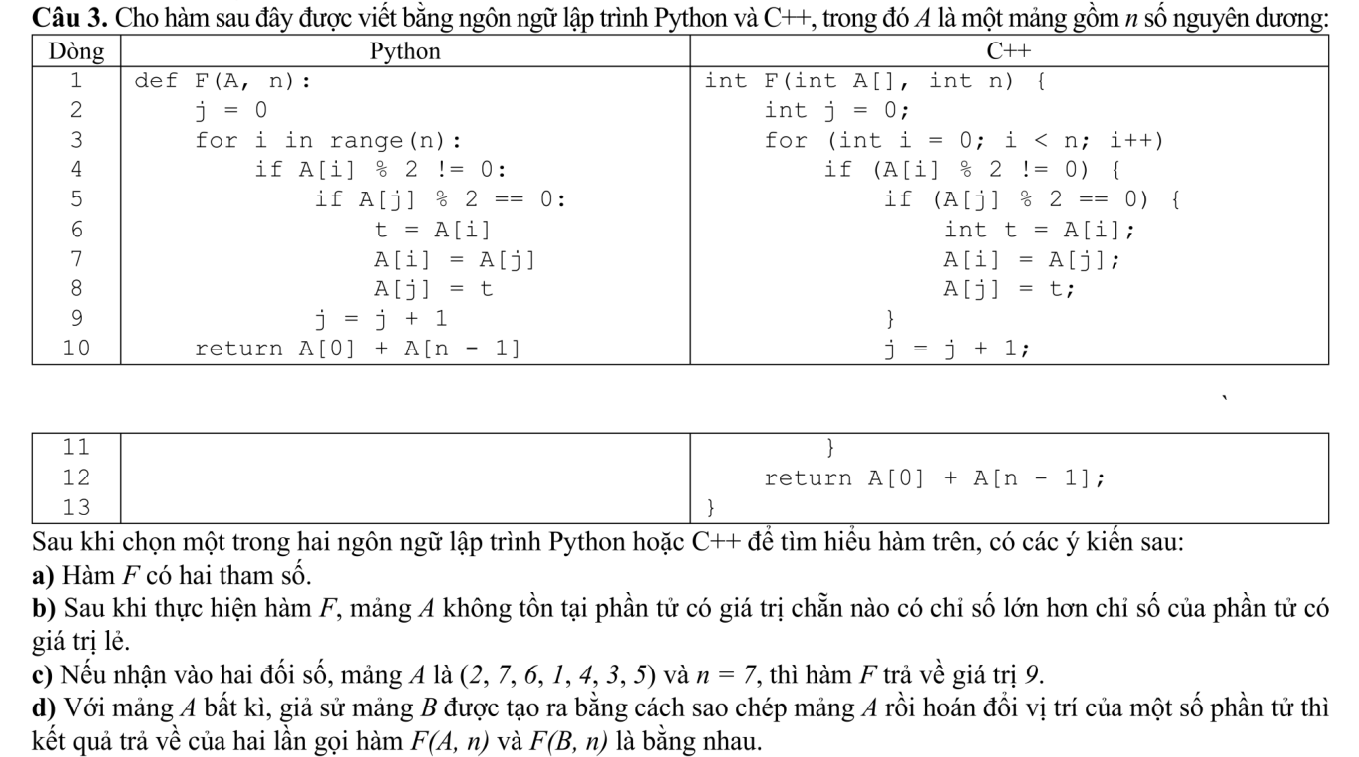 Câu 3. Cho hàm sau đây được viết bằng ngôn ngữ lập trình Python và C++, trong đó A là một mảng gồm n số nguyên dương:
Dòng Python C++
1 def F(A, n): int F(int A[], int n) {
2 j = 0 int j = 0;
3 for i in range(n): for (int i = 0; i < n; i++)
4 if A[i] % 2 != 0: if (A[i] % 2 != 0) {
5 if A[j] % 2 == 0: if (A[j] % 2 == 0) {
6 t = A[i] int t = A[i];
7 A[i] = A[j] A[i] = A[j];
8 A[j] = t A[j] = t;
9 j = j + 1 }
10 return A[0] + A[n - 1] j = j + 1;
11 }
12 return A[0] + A[n - 1];
13 }
Sau khi chọn một trong hai ngôn ngữ lập trình Python hoặc C++ để tìm hiểu hàm trên, có các ý kiến sau:
a) Hàm F có hai tham số.
b) Sau khi thực hiện hàm F, mảng A không tồn tại phần tử có giá trị chẵn nào có chỉ số lớn hơn chỉ số của phần tử có
giá trị lẻ.
c) Nếu nhận vào hai đối số, mảng A là (2, 7, 6, 1, 4, 3, 5) và n = 7, thì hàm F trả về giá trị 9.
d) Với mảng A bất kì, giả sử mảng B được tạo ra bằng cách sao chép mảng A rồi hoán đổi vị trí của một số phần tử thì
kết quả trả về của hai lần gọi hàm F(A, n) và F(B, n) là bằng nhau.